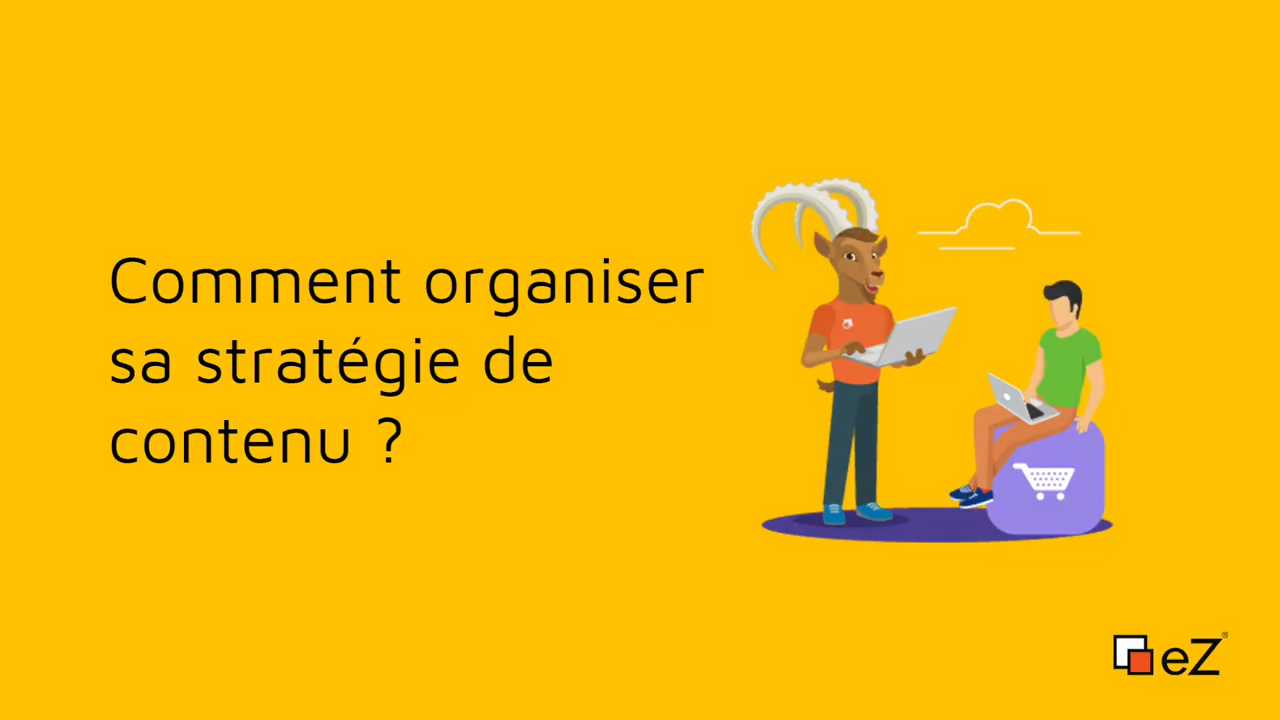 Comment organiser
sa stratégie de
contenu ?
eZ®